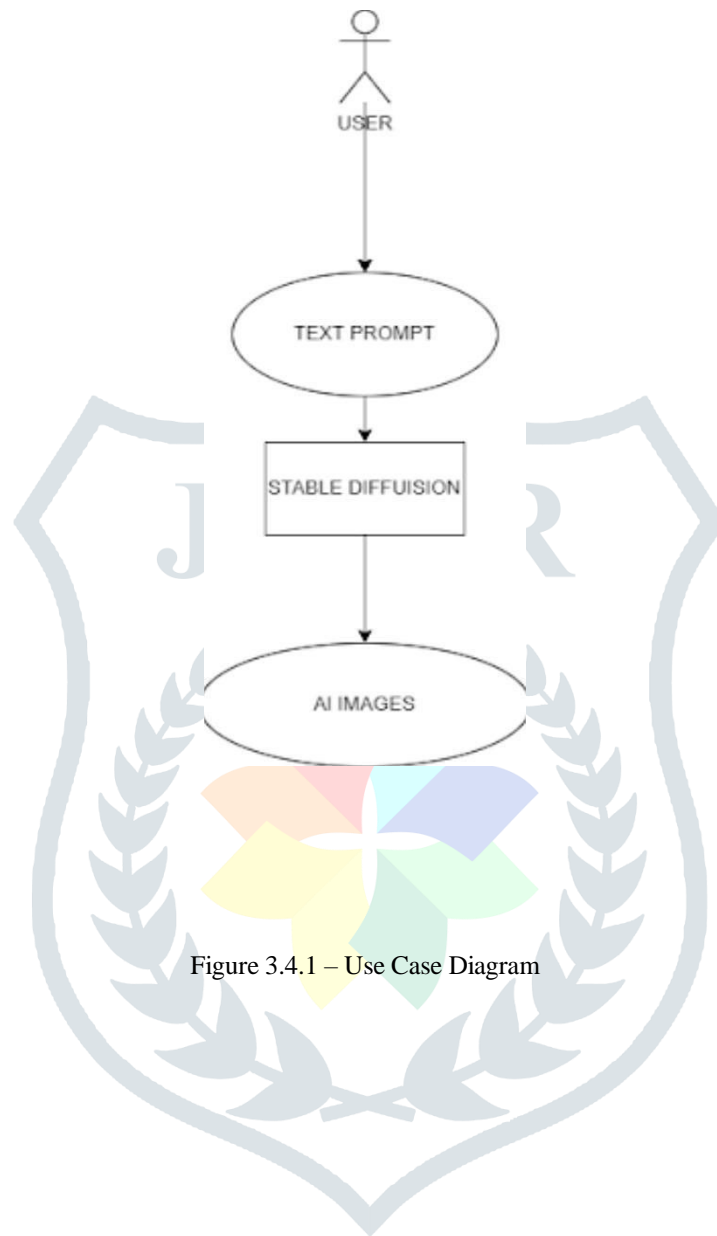 USER
TEXT PROMPT
STABLE DIFFUISION
J R
AI IMAGES
Figure 3.4.1 – Use Case Diagram